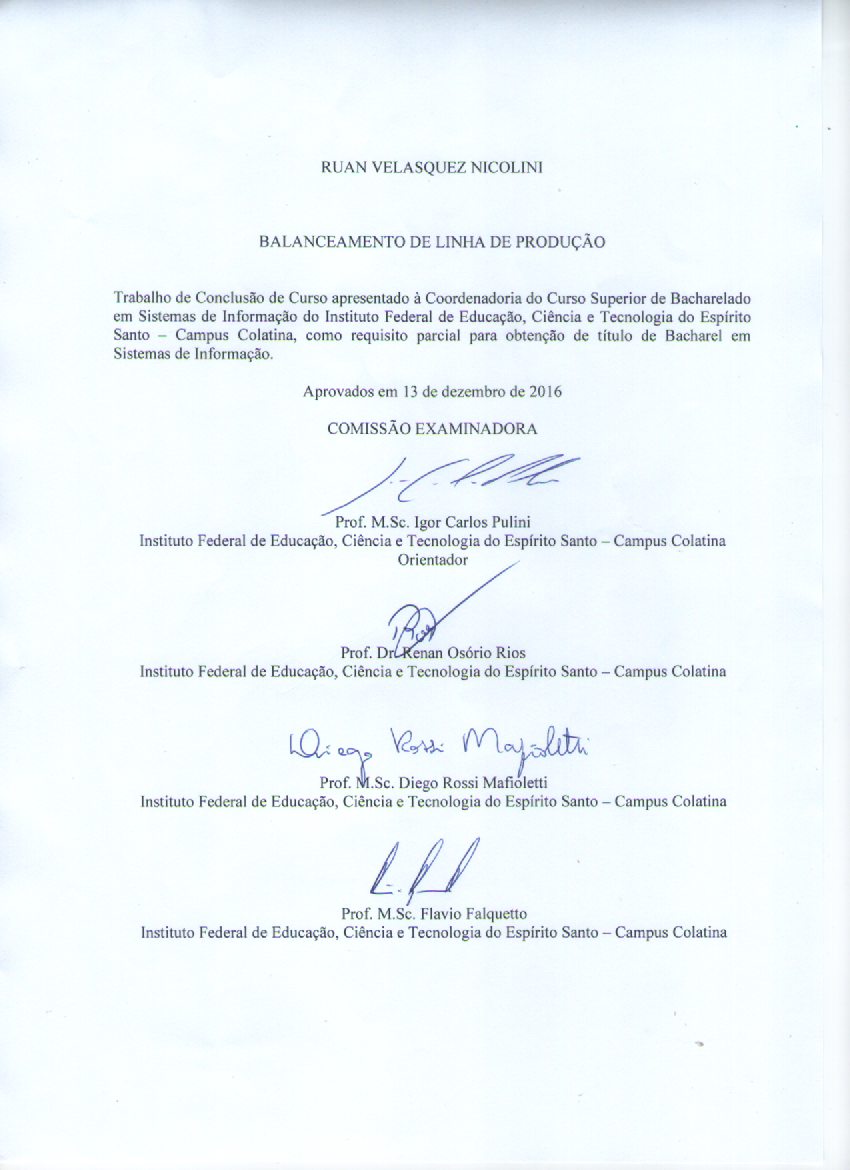 RUAN VELASQUEZ NICOLINI
BALANCEAMENTO DE LINHA DE PRODUÇÃO
Trabalho de Conclusão de Curso apresentado à Coordenadoria do Curso Superior de Bacharelado
em Sistemas de Informação do Instituto Federal de Educação, Ciência e Tecnologia do Espírito
Santo – Campus Colatina, como requisito parcial para obtenção de título de Bacharel em
Sistemas de Informação.
Aprovados em 13 de dezembro de 2016
COMISSÃO EXAMINADORA
Prof. M.Sc. Igor Carlos Pulini
Instituto Federal de Educação, Ciência e Tecnologia do Espírito Santo – Campus Colatina
Orientador
Prof. Dr. Renan Osório Rios
Instituto Federal de Educação, Ciência e Tecnologia do Espírito Santo – Campus Colatina
Diego Rossi Mafioletti
Prof. M.Sc. Diego Rossi Mafioletti
Instituto Federal de Educação, Ciência e Tecnologia do Espírito Santo – Campus Colatina
Prof. M.Sc. Flavio Falquetto
Instituto Federal de Educação, Ciência e Tecnologia do Espírito Santo – Campus Colatina